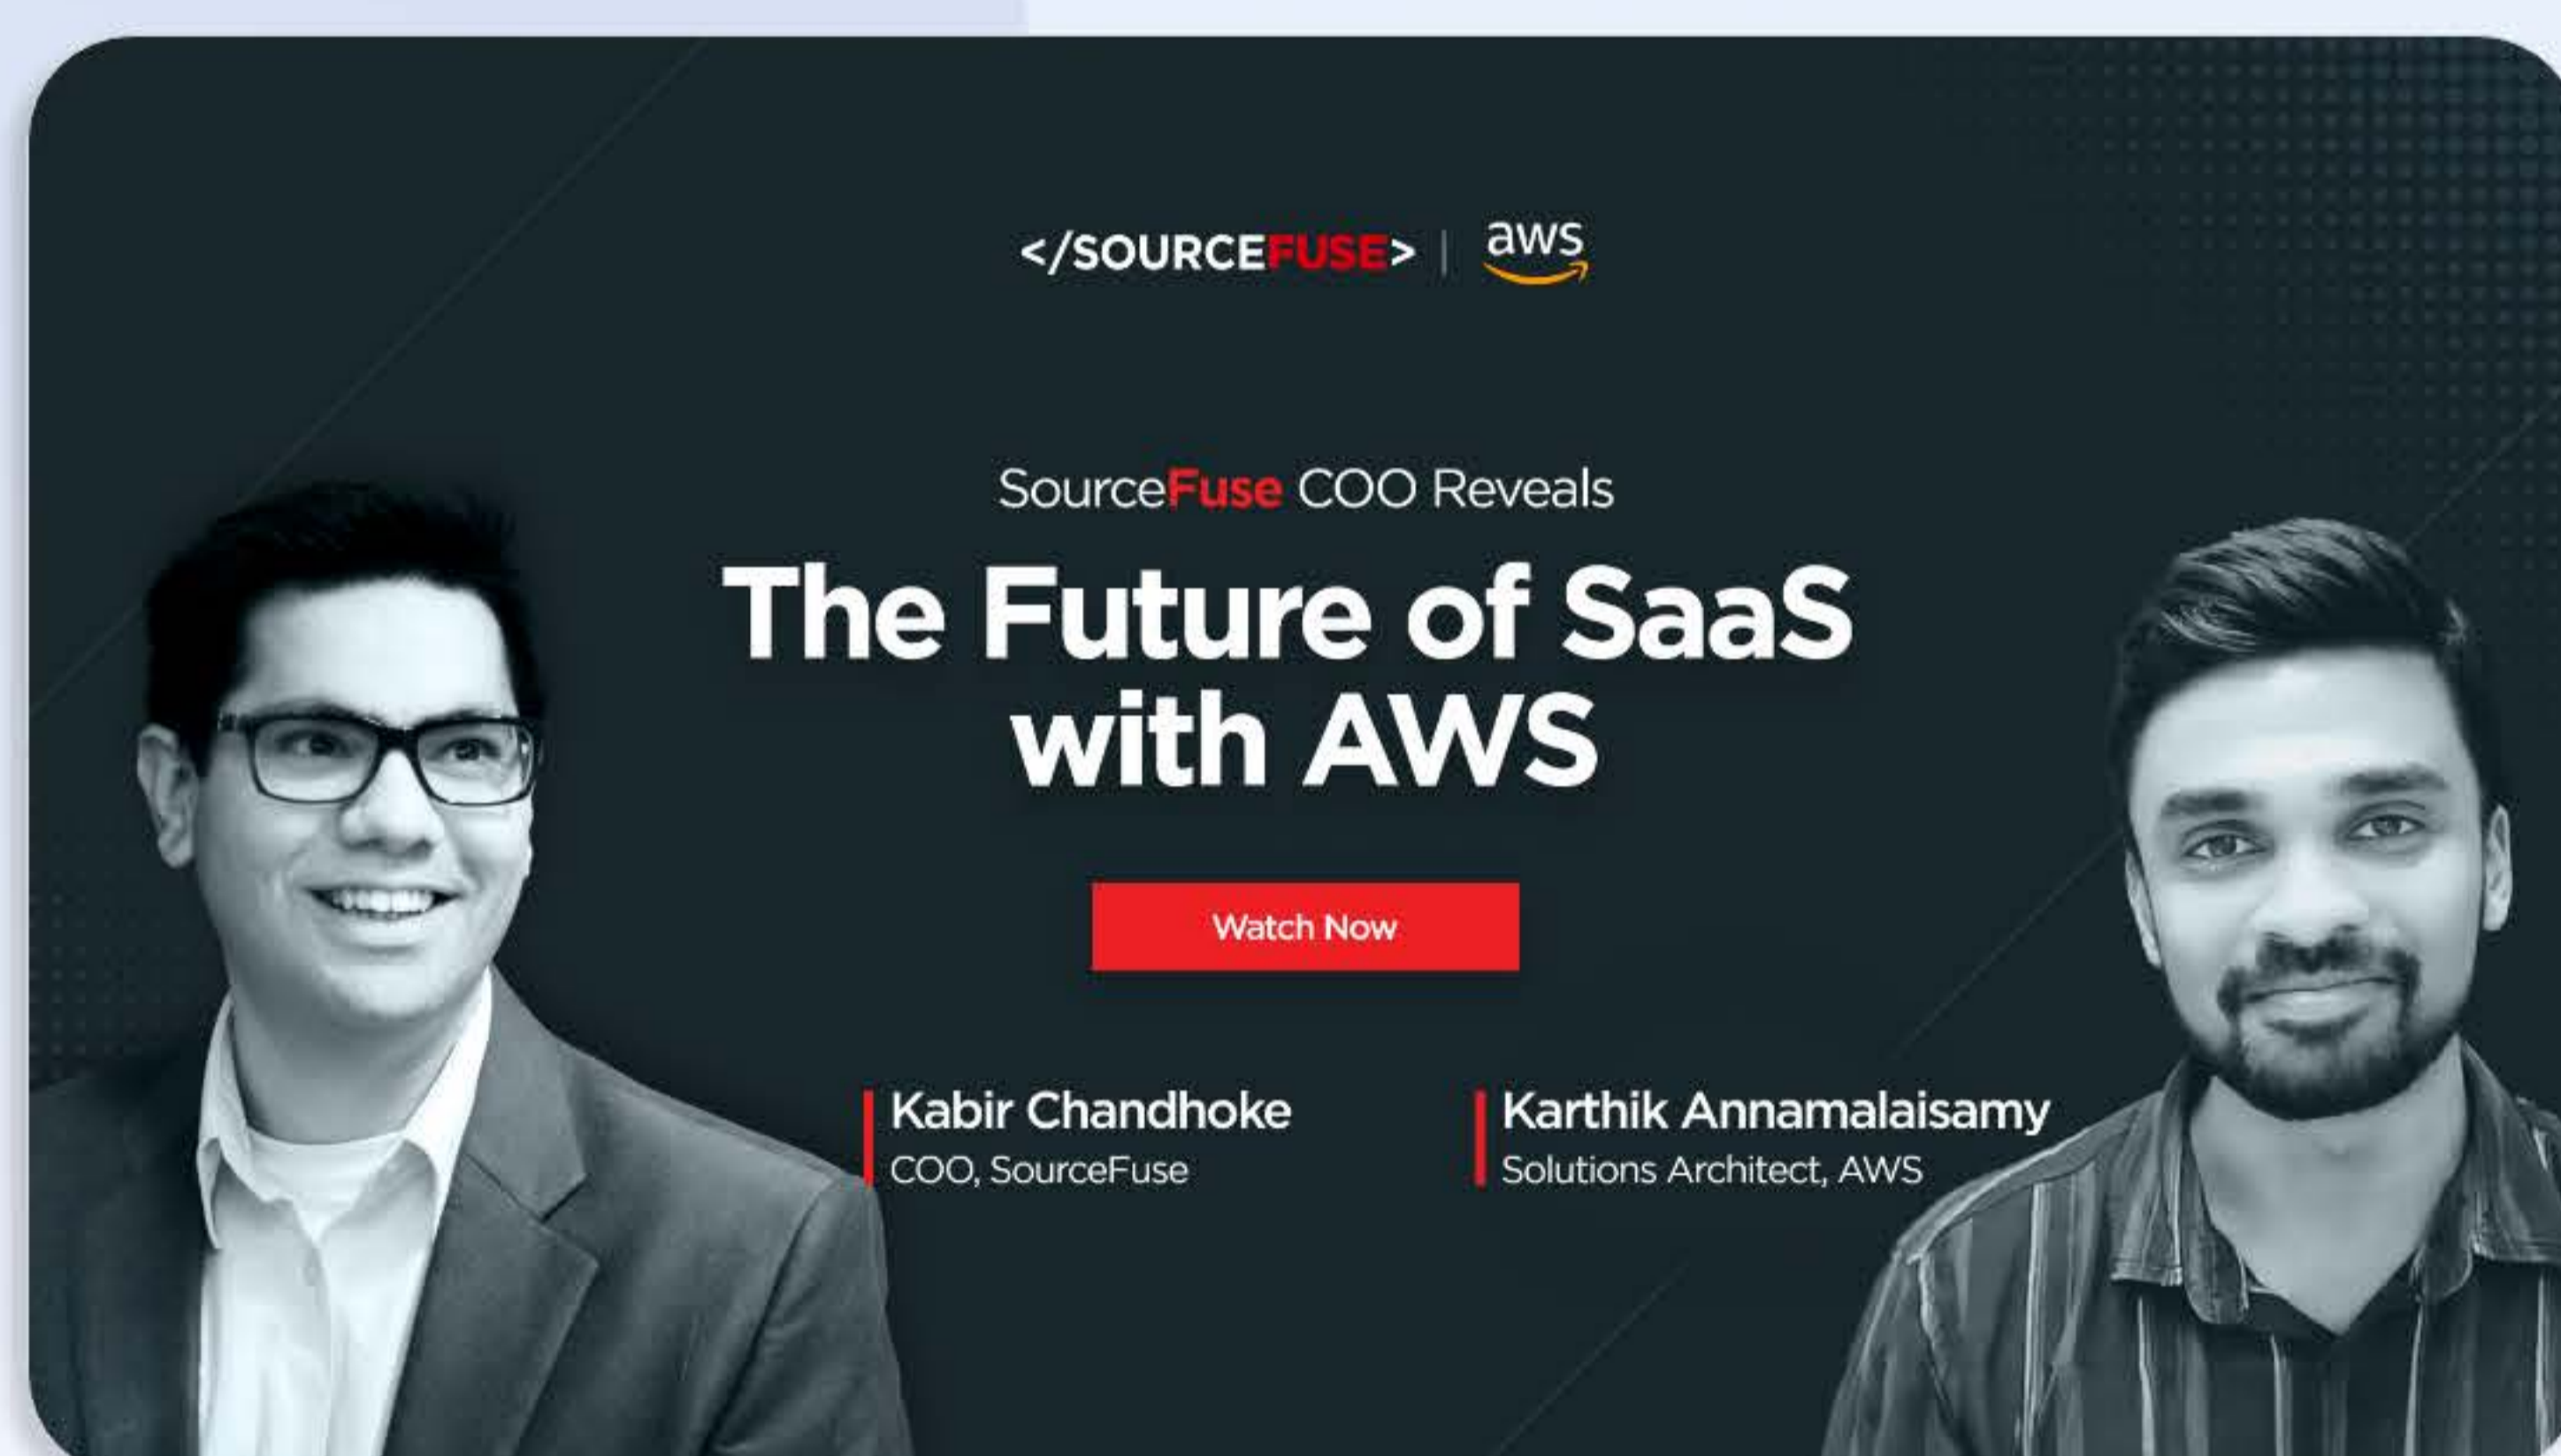 </SOURCEFUSE> | aws
SourceFuse COO Reveals
The Future of SaaS
with AWS
Watch Now
Kabir Chandhoke
COO, SourceFuse
Karthik Annamalaisamy
Solutions Architect, AWS